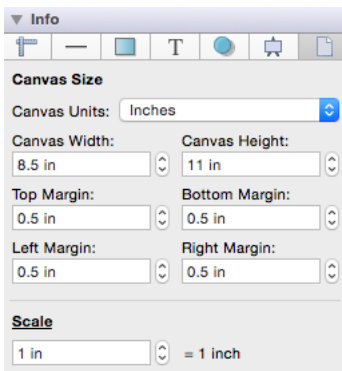 Info
T
Canvas Size
Canvas Units: Inches
Canvas Width: Canvas Height:
8.5 in 11 in
Top Margin: Bottom Margin:
0.5 in 0.5 in
Left Margin: Right Margin:
0.5 in 0.5 in
Scale
1 in = 1 inch